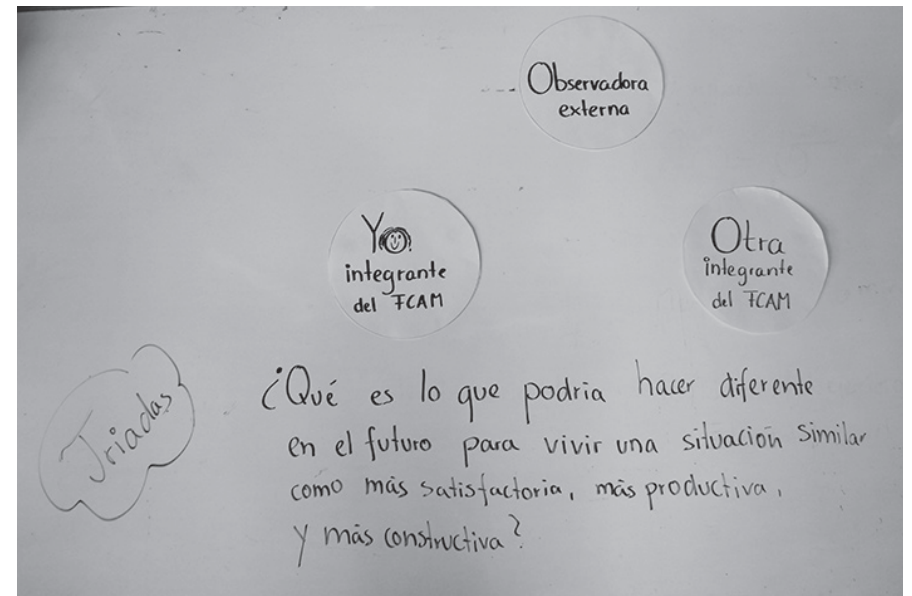 Observadora
externa
Yo
integrante
del FCAM
Otra
integrante
del FCAM
Triadas
¿Qué es lo que podria hacer diferente
en el futuro para vivir una situación similar
como más satisfactoria, más productiva,
y más constructiva?